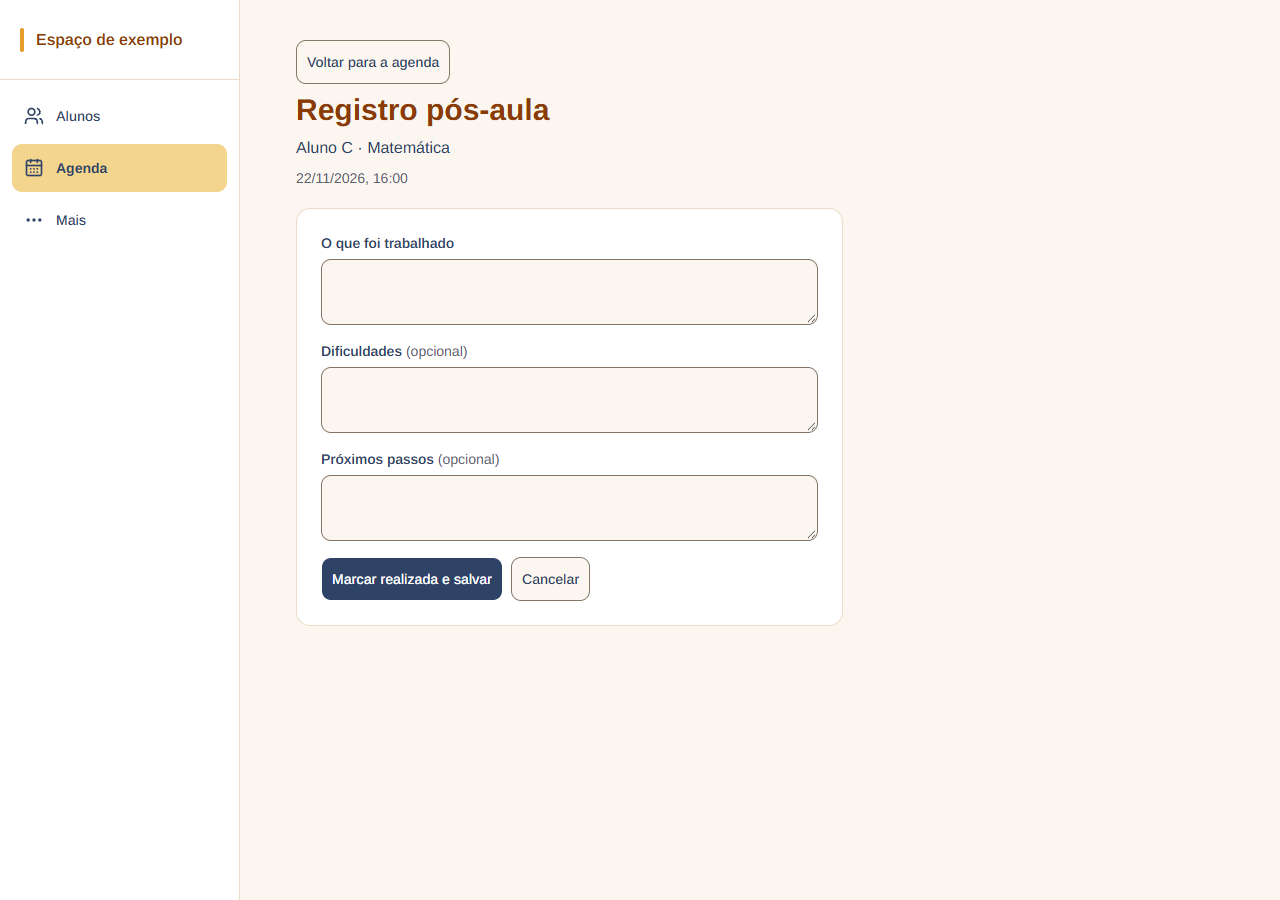 Espaço de exemplo
Alunos
Agenda
Mais
Voltar para a agenda
Registro pós-aula
Aluno C · Matemática
22/11/2026, 16:00
O que foi trabalhado
Dificuldades (opcional)
Próximos passos (opcional)
Marcar realizada e salvar
Cancelar